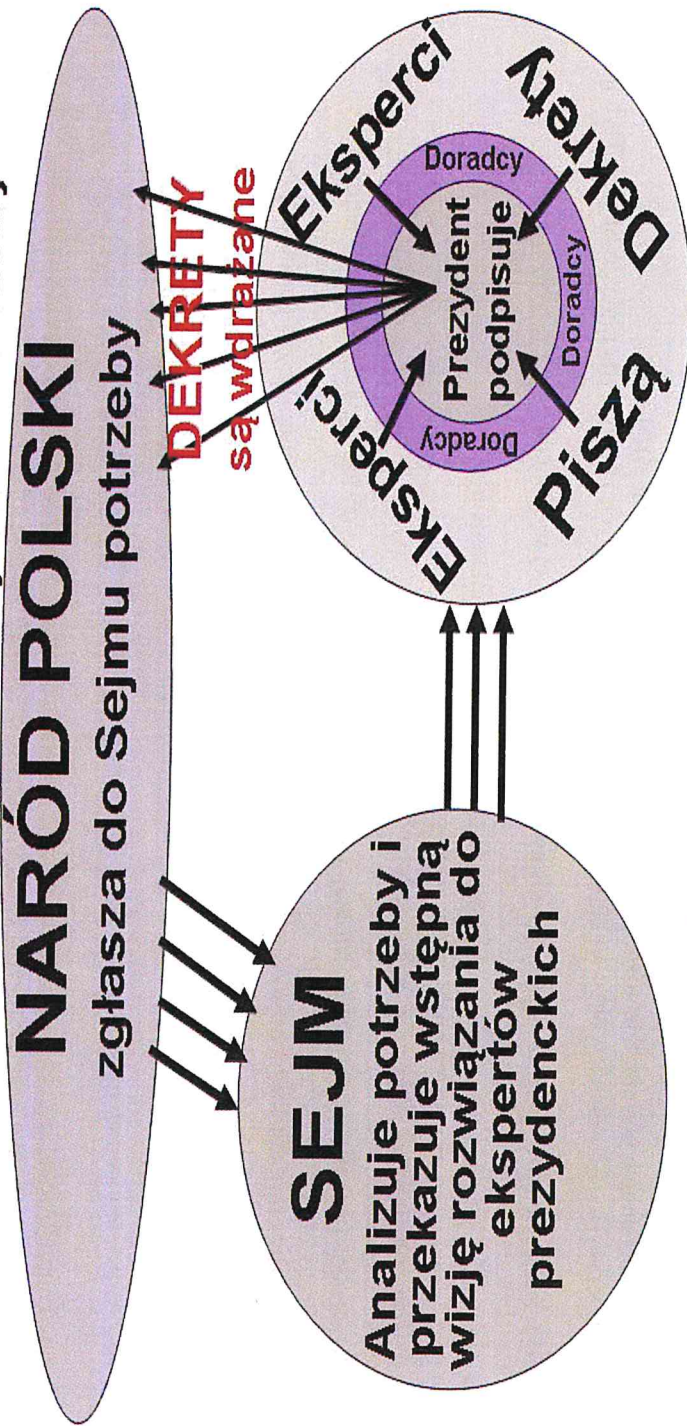 NARÓD POLSKI
zgłasza do Sejmu potrzeby
DEKRETY
są wdrażane
SEJM
Analizuje potrzeby i
przekazuje wstępną
wizję rozwiązania do
ekspertów
prezydenckich
Eksperci
Eksperci
Piszą
Dekrety
Doradcy
Doradcy
Doradcy
Prezydent
podpisuje